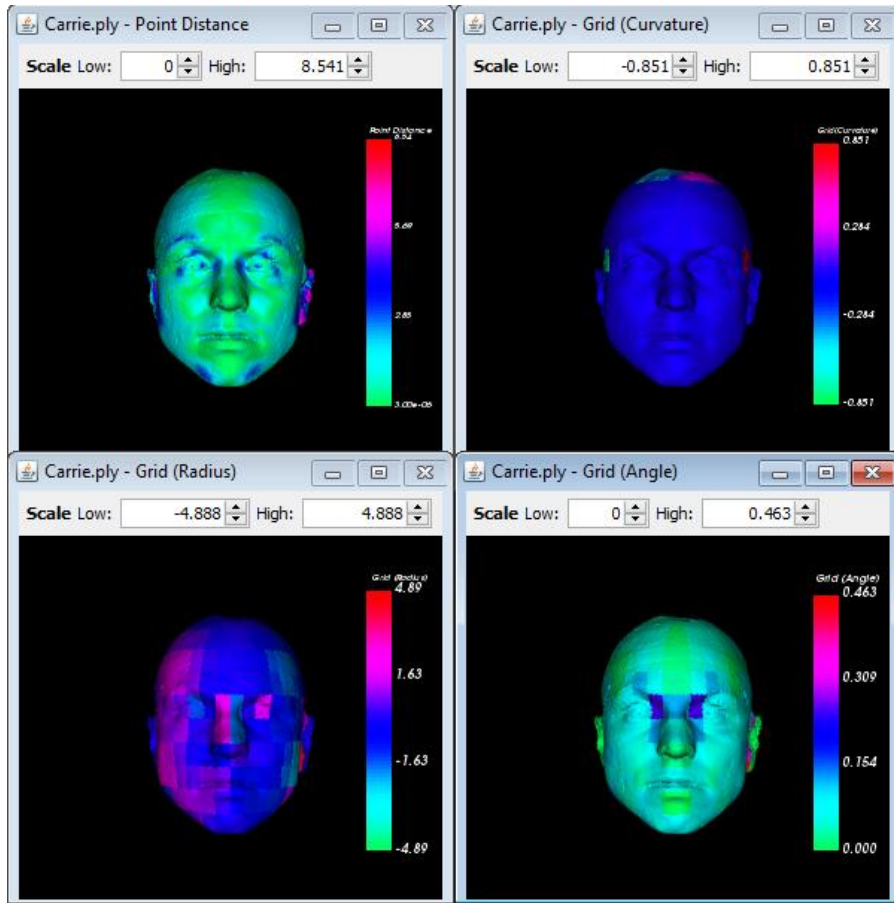 Carrie.ply - Point Distance
Scale Low: 0 High: 8.541
Point Distance
5.69
2.85
3.00e-05
Carrie.ply - Grid (Curvature)
Scale Low: -0.851 High: 0.851
Grid(Curvature)
0.851
0.284
-0.284
-0.851
Carrie.ply - Grid (Radius)
Scale Low: -4.888 High: 4.888
Grid (Radius)
4.89
1.63
-1.63
-4.89
Carrie.ply - Grid (Angle)
Scale Low: 0 High: 0.463
Grid (Angle)
0.463
0.309
0.154
0.000